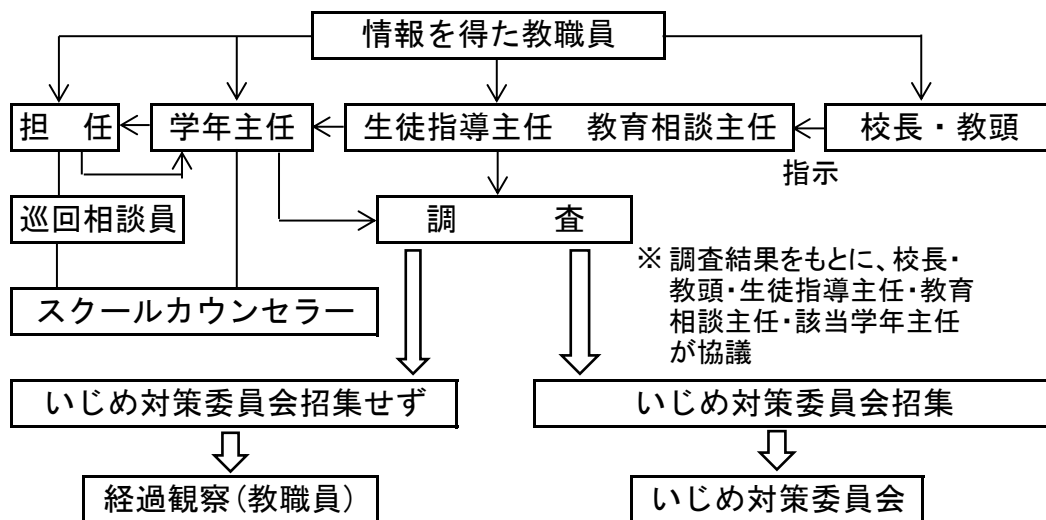 情報を得た教職員
担　任
学年主任
生徒指導主任　教育相談主任
校長・教頭
指示
巡回相談員
調　　査
※ 調査結果をもとに、校長・
教頭・生徒指導主任・教育
相談主任・該当学年主任
が協議
スクールカウンセラー
いじめ対策委員会招集せず
いじめ対策委員会招集
経過観察（教職員）
いじめ対策委員会